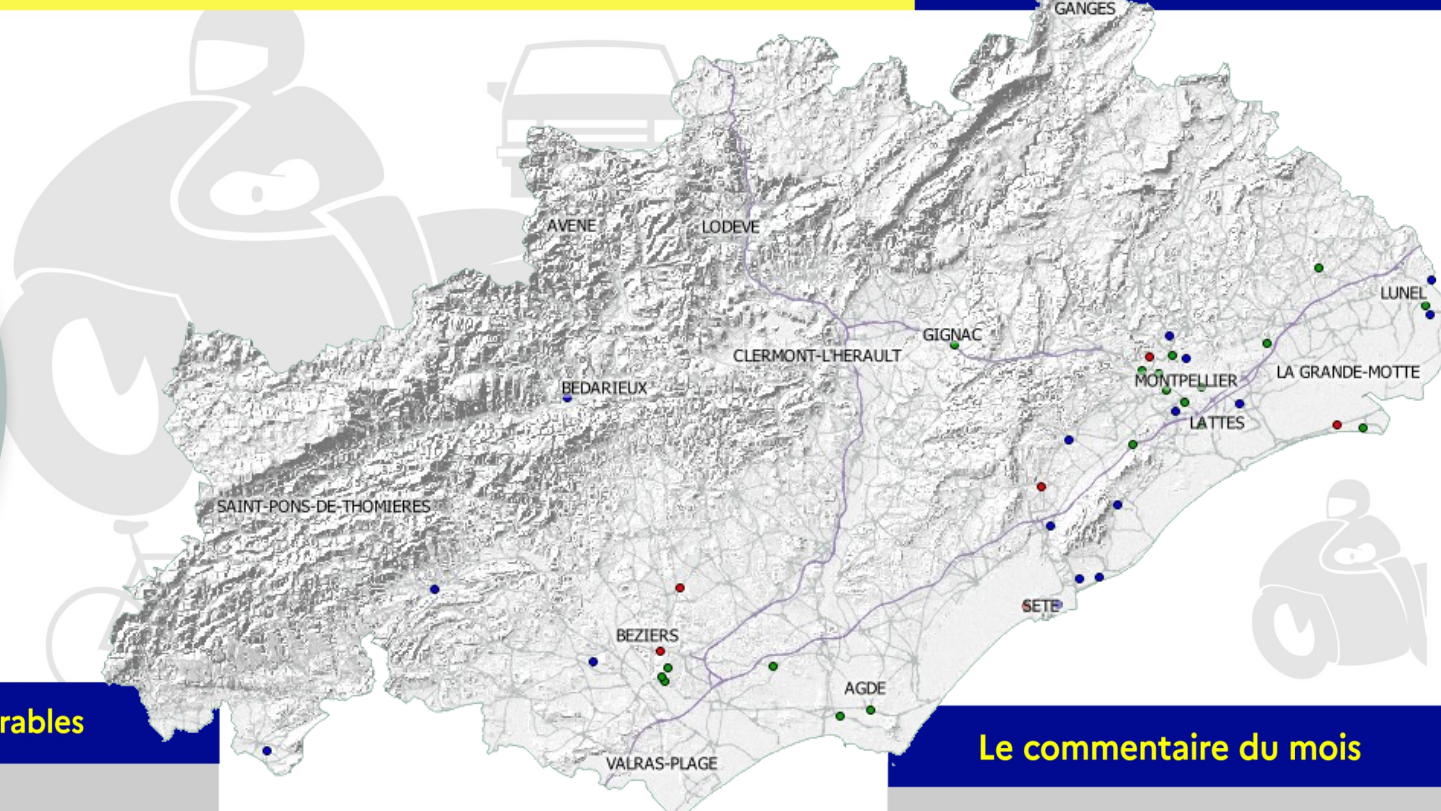 GANGES
AVENE
LODEVE
LUNEL
GIGNAC
CLERMONT-L'HERAULT
LA GRANDE-MOTTE
MONTPELLIER
BEDARIEUX
LATTES
SAINT-PONS-DE-THOMIERES
SETE
BEZIERS
AGDE
rables
Le commentaire du mois
VALRAS-PLAGE